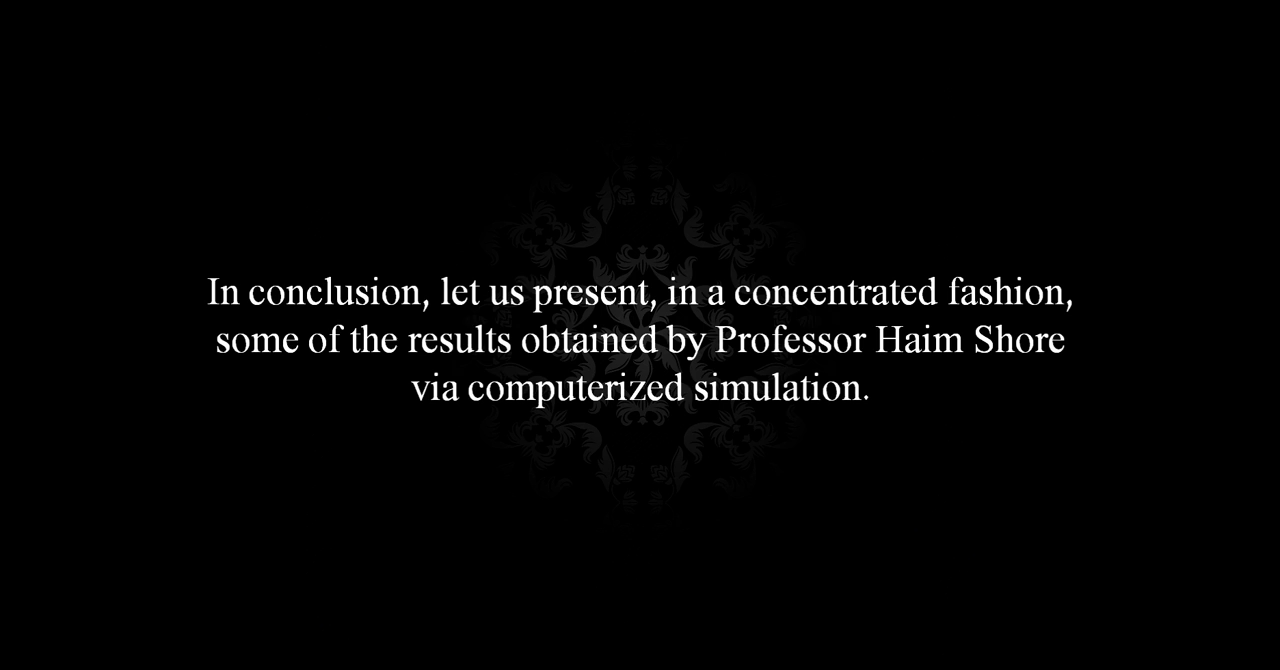 In conclusion, let us present, in a concentrated fashion,
some of the results obtained by Professor Haim Shore
via computerized simulation.